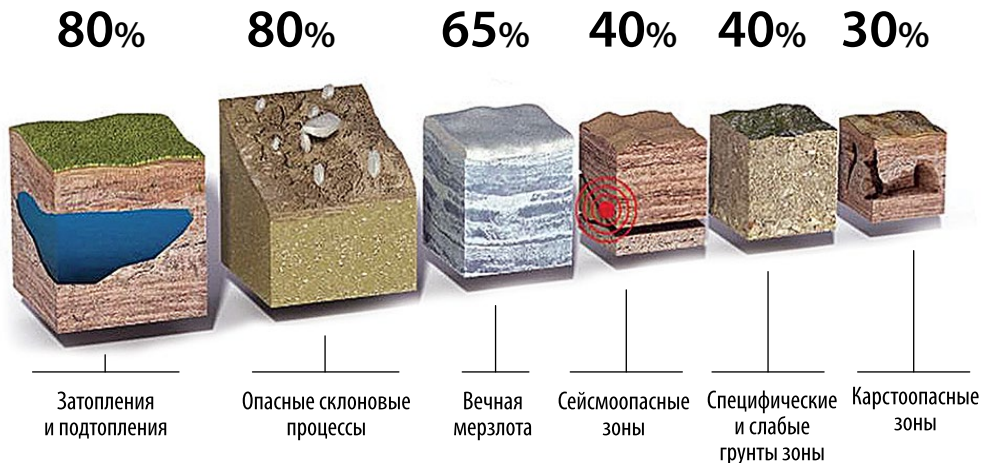 80%
80%
65%
40%
40%
30%
Затопления
и подтопления
Опасные склоновые
процессы
Вечная
мерзлота
Сейсмоопасные
зоны
Специфические
и слабые
грунты зоны
Карстоопасные
зоны